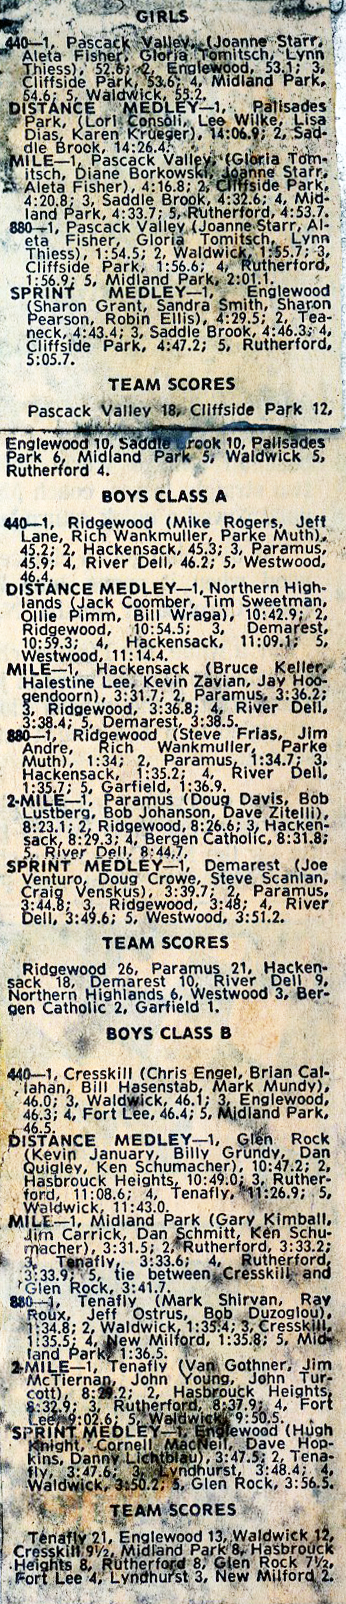 GIRLS
440—1, Pascack Valley, (Joanne Starr,
Aleta Fisher, Gloria Tomitsch, Lynn
Thiess), 52.6; 2, Englewood, 53.1; 3,
Cliffside Park, 53.6; 4, Midland Park,
54.6; 5, Waldwick, 55.2.
DISTANCE MEDLEY—1, Palisades
Park, (Lori Consoli, Lee Wilke, Lisa
Dias, Karen Krueger), 14:06.9; 2, Sad-
dle Brook, 14:26.4.
MILE—1, Pascack Valley, (Gloria Tom-
itsch, Diane Borkowski, Joanne Starr,
Aleta Fisher), 4:16.8; 2, Cliffside Park,
4:20.8; 3, Saddle Brook, 4:32.6; 4, Mid-
land Park, 4:33.7; 5, Rutherford, 4:53.7.
880—1, Pascack Valley (Joanne Starr, Al-
eta Fisher, Gloria Tomitsch, Lynn
Thiess), 1:54.5; 2, Waldwick, 1:55.7; 3,
Cliffside Park, 1:56.6; 4, Rutherford,
1:56.9; 5, Midland Park, 2:01.1.
SPRINT MEDLEY—1, Englewood
(Sharon Grant, Sandra Smith, Sharon
Pearson, Robin Ellis), 4:29.5; 2, Tea-
neck, 4:43.4; 3, Saddle Brook, 4:46.3; 4,
Cliffside Park, 4:47.2; 5, Rutherford,
5:05.7.
TEAM SCORES
Pascack Valley 18, Cliffside Park 12,
Englewood 10, Saddle Brook 10, Palisades
Park 6, Midland Park 5, Waldwick 5,
Rutherford 4.
BOYS CLASS A
440—1, Ridgewood (Mike Rogers, Jeff
Lane, Rich Wankmuller, Parke Muth),
45.2; 2, Hackensack, 45.3; 3, Paramus,
45.9; 4, River Dell, 46.2; 5, Westwood,
46.4.
DISTANCE MEDLEY—1, Northern High-
lands (Jack Coomber, Tim Sweetman,
Ollie Pimm, Bill Wraga), 10:42.9; 2,
Ridgewood, 10:54.5; 3, Demarest,
10:59.3; 4, Hackensack, 11:09.1; 5,
Westwood, 11:14.4.
MILE—1, Hackensack (Bruce Keller,
Halestine Lee, Kevin Zavian, Jay Hoo-
gendoorn), 3:31.7; 2, Paramus, 3:36.2;
3, Ridgewood, 3:36.8; 4, River Dell,
3:38.4; 5, Demarest, 3:38.5.
880—1, Ridgewood (Steve Frias, Jim
Andre, Rich Wankmuller, Parke
Muth), 1:34; 2, Paramus, 1:34.7; 3,
Hackensack, 1:35.2; 4, River Dell,
1:35.7; 5, Garfield, 1:36.9.
2-MILE—1, Paramus (Doug Davis, Bob
Lustberg, Bob Johanson, Dave Zitelli),
8:23.1; 2, Ridgewood, 8:26.6; 3, Hacken-
sack, 8:29.3; 4, Bergen Catholic, 8:31.8;
5, River Dell, 8:44.7.
SPRINT MEDLEY—1, Demarest (Joe
Venturo, Doug Crowe, Steve Scanlan,
Craig Venskus), 3:39.7; 2, Paramus,
3:44.8; 3, Ridgewood, 3:48; 4, River
Dell, 3:49.6; 5, Westwood, 3:51.2.
TEAM SCORES
Ridgewood 26, Paramus 21, Hacken-
sack 18, Demarest 10, River Dell 9,
Northern Highlands 6, Westwood 3, Ber-
gen Catholic 2, Garfield 1.
BOYS CLASS B
440—1, Cresskill (Chris Engel, Brian Cal-
lahan, Bill Hasenstab, Mark Mundy),
46.0; 3, Waldwick, 46.1; 3, Englewood,
46.3; 4, Fort Lee, 46.4; 5, Midland Park,
46.5.
DISTANCE MEDLEY—1, Glen Rock
(Kevin January, Billy Grundy, Dan
Quigley, Ken Schumacher), 10:47.2; 2,
Hasbrouck Heights, 10:49.0; 3, Ruther-
ford, 11:08.6; 4, Tenafly, 11:26.9; 5,
Waldwick, 11:43.0.
MILE—1, Midland Park (Gary Kimball,
Jim Carrick, Dan Schmitt, Ken Schu-
macher), 3:31.5; 2, Rutherford, 3:33.2;
3, Tenafly, 3:33.6; 4, Rutherford,
3:33.9; 5, tie between Cresskill and
Glen Rock, 3:41.7.
880—1, Tenafly (Mark Shirvan, Ray
Roux, Jeff Ostrus, Bob Duzoglou),
1:34.8; 2, Waldwick, 1:35.4; 3, Cresskill,
1:35.5; 4, New Milford, 1:35.8; 5, Mid-
land Park, 1:36.5.
2-MILE—1, Tenafly (Van Gothner, Jim
McTiernan, John Young, John Tur-
cott), 8:29.2; 2, Hasbrouck Heights,
8:32.9; 3, Rutherford, 8:37.9; 4, Fort
Lee, 9:02.6; 5, Waldwick, 9:50.5.
SPRINT MEDLEY—1, Englewood (Hugh
Knight, Cornell MacNeil, Dave Hop-
kins, Danny Lichtblau), 3:47.5; 2, Tena-
fly, 3:47.6; 3, Lyndhurst, 3:48.4; 4,
Waldwick, 3:50.2; 5, Glen Rock, 3:56.5.
TEAM SCORES
Tenafly 21, Englewood 13, Waldwick 12,
Cresskill 9½, Midland Park 8, Hasbrouck
Heights 8, Rutherford 8, Glen Rock 7½,
Fort Lee 4, Lyndhurst 3, New Milford 2.